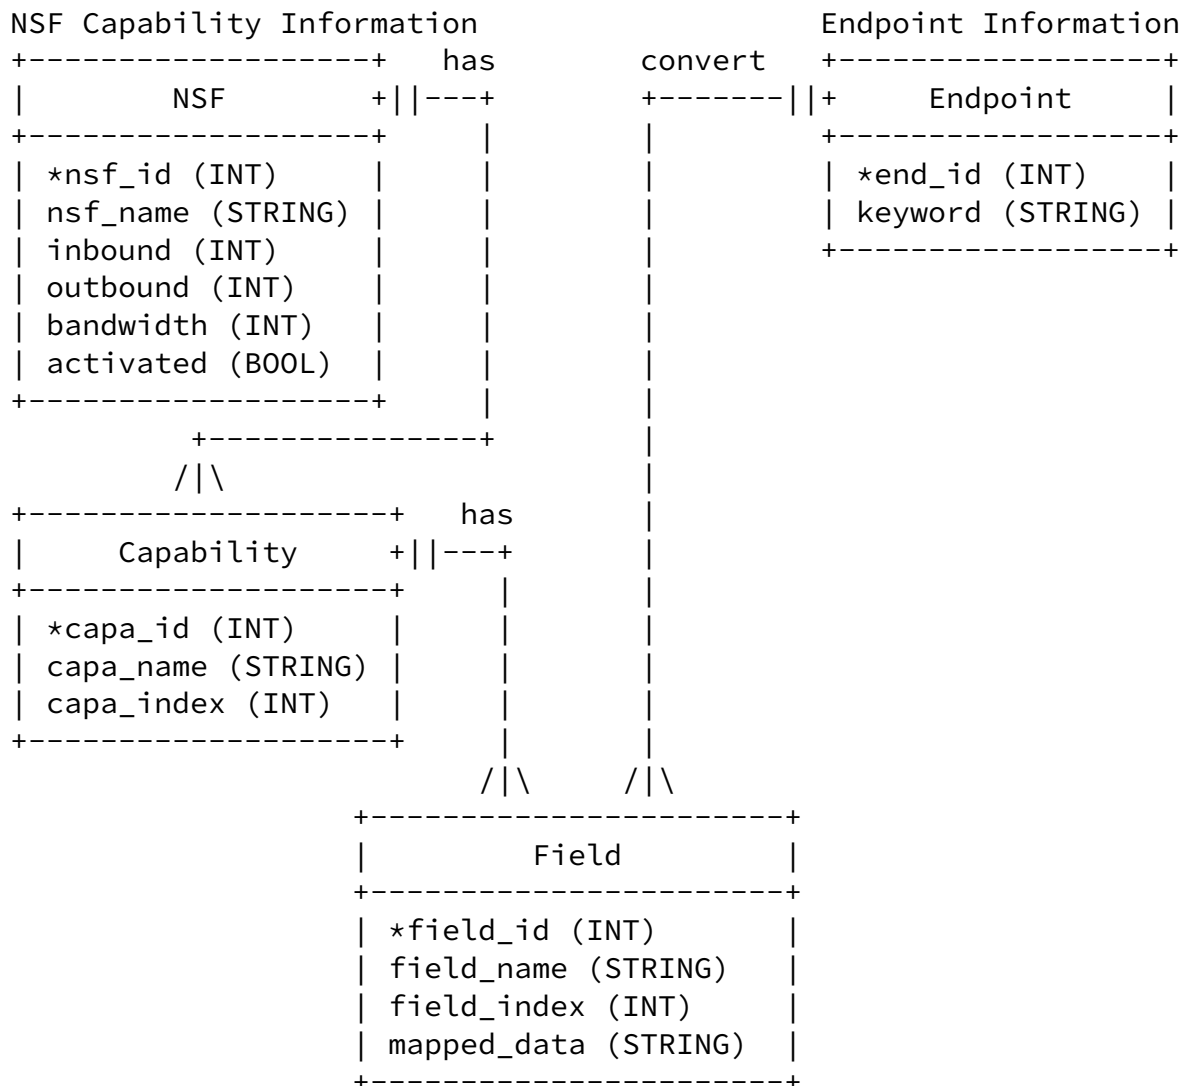 NSF Capability Information
Endpoint Information
has
convert
NSF
Endpoint
*nsf_id (INT)
nsf_name (STRING)
inbound (INT)
outbound (INT)
bandwidth (INT)
activated (BOOL)
*end_id (INT)
keyword (STRING)
has
Capability
*capa_id (INT)
capa_name (STRING)
capa_index (INT)
Field
*field_id (INT)
field_name (STRING)
field_index (INT)
mapped_data (STRING)